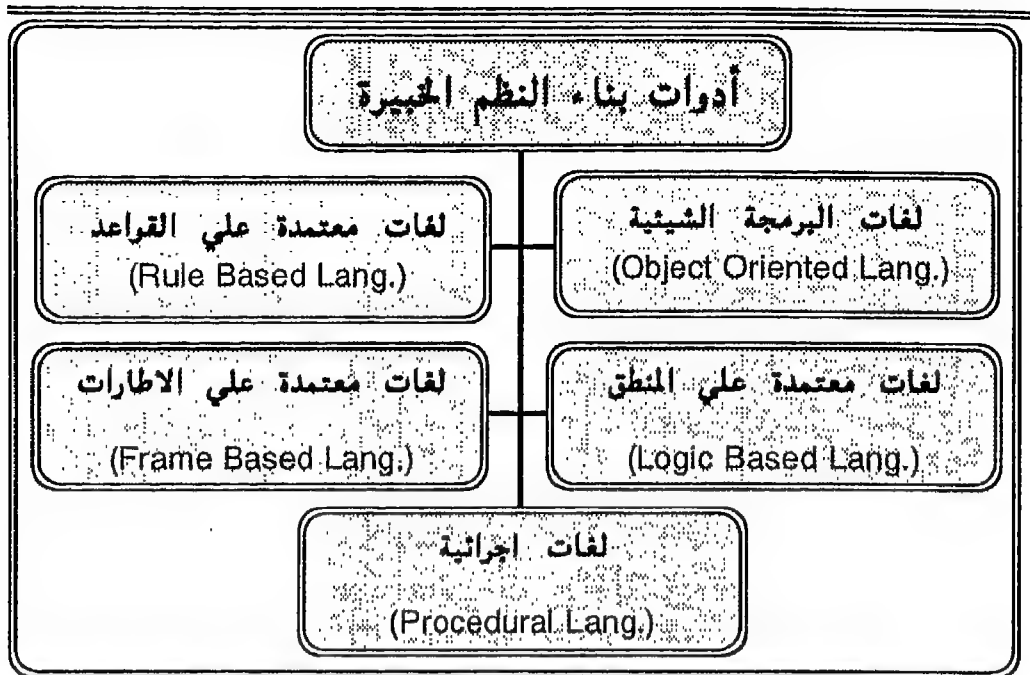 أدوات بناء النظم الخبيرة
لغات البرمجة الشيئية
(Object Oriented Lang.)
لغات معتمدة علي القواعد
(Rule Based Lang.)
لغات معتمدة علي المنطق
(Logic Based Lang.)
لغات معتمدة علي الاطارات
(Frame Based Lang.)
لغات اجرائية
(Procedural Lang.)